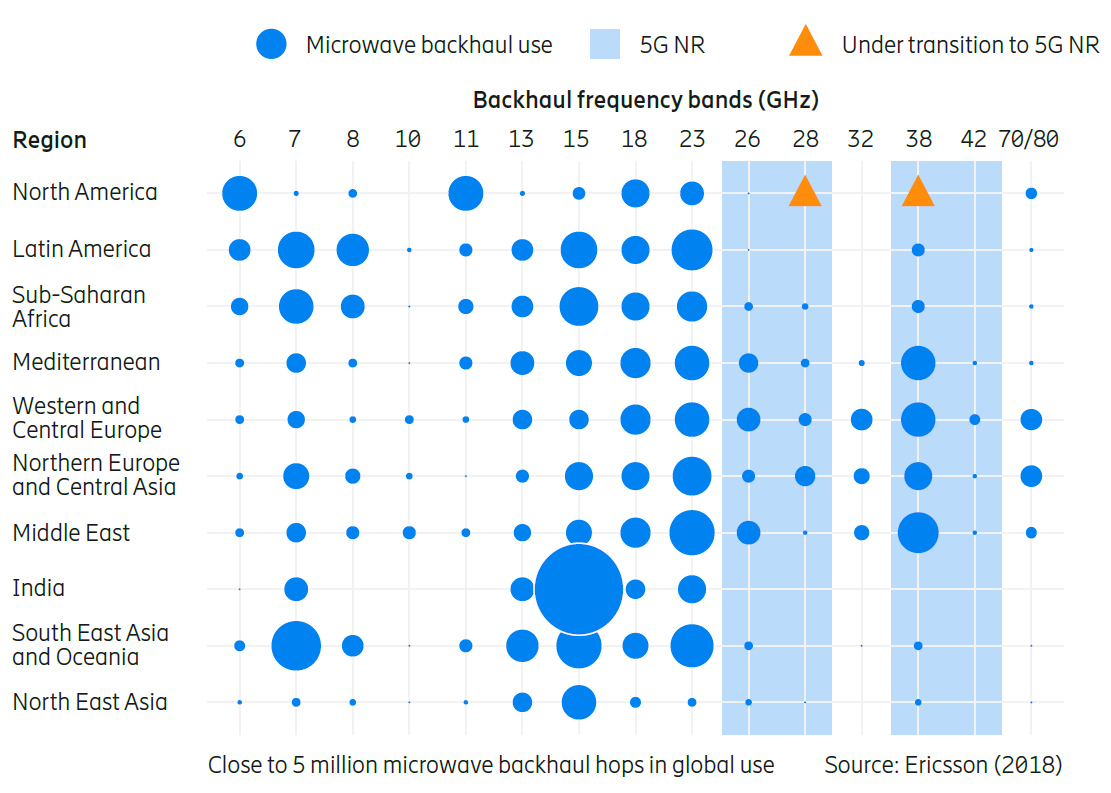 Microwave backhaul use 5G NR Under transition to 5G NR
Backhaul frequency bands (GHz)
Region 6 7 8 10 11 13 15 18 23 26 28 32 38 42 70/80
North America
Latin America
Sub-Saharan
Africa
Mediterranean
Western and
Central Europe
Northern Europe
and Central Asia
Middle East
India
South East Asia
and Oceania
North East Asia
Close to 5 million microwave backhaul hops in global use Source: Ericsson (2018)